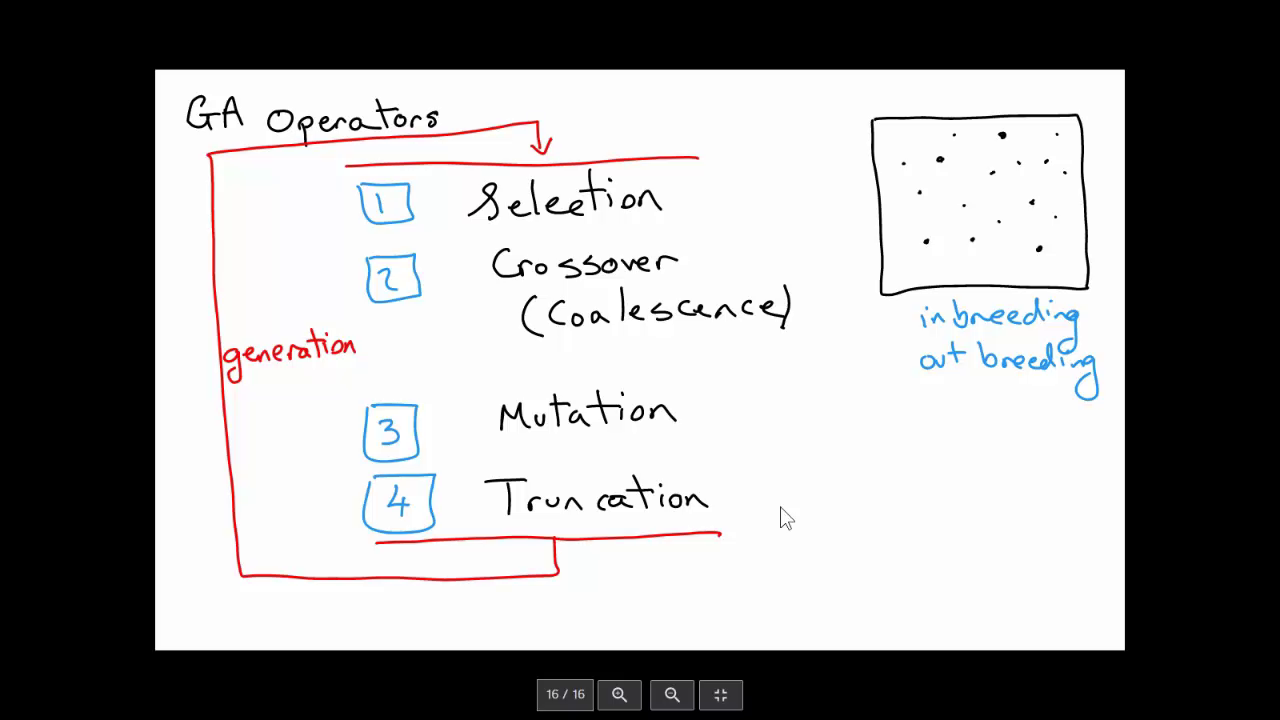 GA Operators
1 Selection
2 Crossover
(Coalescence)
generation
3 Mutation
4 Truncation
inbreeding
out breeding
16 / 16